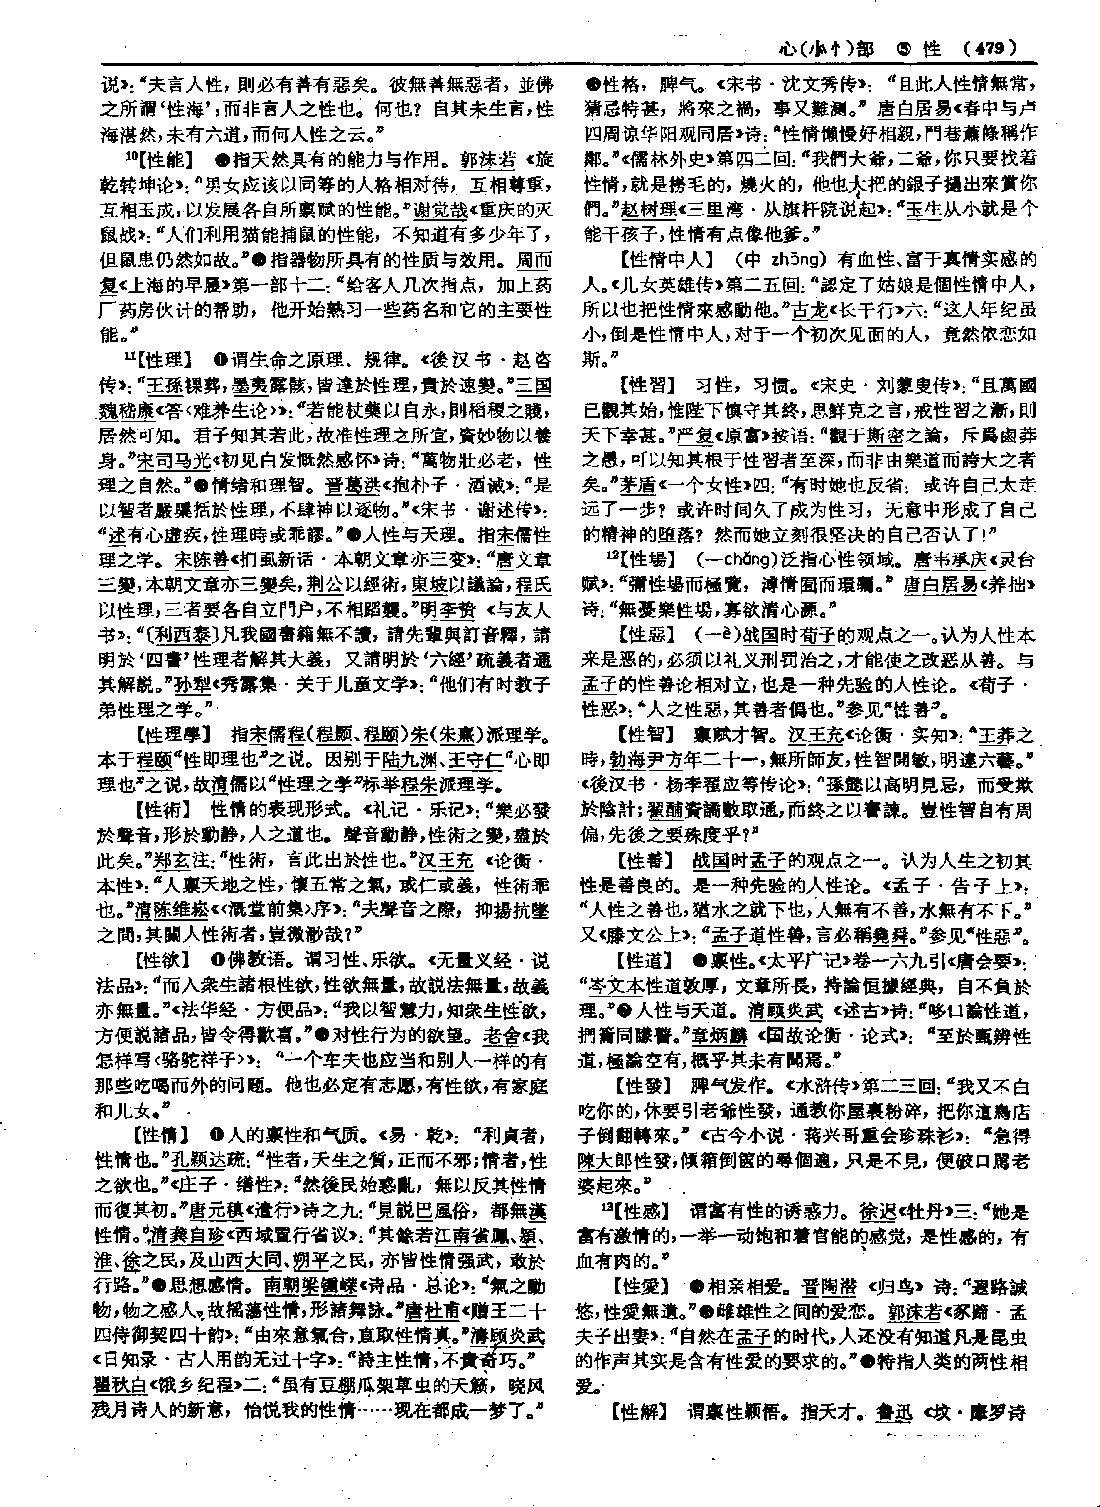 心(小忄)部 ⑤ 性 (479)
说》：“夫言人性，則必有善有惡矣。彼無善無惡者，並佛
之所謂‘性海’；而非言人之性也。何也？自其未生言，性
海湛然，未有六道，而何人性之云。”
10【性能】 ❶指天然具有的能力与作用。郭沫若《旋
乾转坤论》：“男女应该以同等的人格相对待，互相尊重，
互相玉成，以发展各自所禀赋的性能。”谢觉哉《重庆的灭
鼠战》：“人们利用猫能捕鼠的性能，不知道有多少年了，
但鼠患仍然如故。”❷指器物所具有的性质与效用。周而
复《上海的早晨》第一部十二：“给客人几次指点，加上药
厂药房伙计的帮助，他开始熟习一些药名和它的主要性
能。”
11【性理】 ❶谓生命之原理、规律。《後汉书·赵咨
传》：“王孫裸葬，墨夷露骸，皆達於性理，貴於速變。”三国
魏嵇康《答〈难养生论〉》：“若能杖藥以自永，則稻稷之賤，
居然可知。君子知其若此，故准性理之所宜，資妙物以養
身。”宋司马光《初见白发慨然感怀》诗：“萬物壯必老，性
理之自然。”❷情绪和理智。晋葛洪《抱朴子·酒诫》：“是
以智者嚴檃括於性理，不肆神以逐物。”《宋书·谢述传》：
“述有心虛疾，性理時或乖謬。”❸人性与天理。指宋儒性
理之学。宋陈善《扪虱新话·本朝文章亦三变》：“唐文章
三變，本朝文章亦三變矣，荆公以經術，東坡以議論，程氏
以性理，三者要各自立門户，不相蹈襲。”明李贽《与友人
书》：“〔利西泰〕凡我國書籍無不讀，請先輩與訂音釋，請
明於‘四書’性理者解其大義，又請明於‘六經’疏義者通
其解説。”孙犁《秀露集·关于儿童文学》：“他们有时教子
弟性理之学。”
【性理學】 指宋儒程(程颢、程颐)朱(朱熹)派理学。
本于程颐“性即理也”之说。因别于陆九渊、王守仁“心即
理也”之说，故清儒以“性理之学”标举程朱派理学。
【性術】 性情的表现形式。《礼记·乐记》：“樂必發
於聲音，形於動静，人之道也。聲音動静，性術之變，盡於
此矣。”郑玄注：“性術，言此出於性也。”汉王充《论衡·
本性》：“人禀天地之性，懷五常之氣，或仁或義，性術乖
也。”清陈维崧《〈溉堂前集〉序》：“夫聲音之際，抑揚抗墜
之間，其關人性術者，豈微渺哉？”
【性欲】 ❶佛教语。谓习性、乐欲。《无量义经·说
法品》：“而入衆生諸根性欲，性欲無量，故説法無量，故義
亦無量。”《法华经·方便品》：“我以智慧力，知衆生性欲，
方便説諸品，皆令得歡喜。”❷对性行为的欲望。老舍《我
怎样写〈骆驼祥子〉》：“一个车夫也应当和别人一样的有
那些吃喝而外的问题。他也必定有志愿，有性欲，有家庭
和儿女。”
【性情】 ❶人的禀性和气质。《易·乾》：“利貞者，
性情也。”孔颖达疏：“性者，天生之質，正而不邪；情者，性
之欲也。”《庄子·缮性》：“然後民始惑亂，無以反其性情
而復其初。”唐元稹《遣行》诗之九：“見説巴風俗，都無漢
性情。”清龚自珍《西域置行省议》：“其餘若江南省鳳、潁、
淮、徐之民，及山西大同、朔平之民，亦皆性情强武，敢於
行路。”❷思想感情。南朝梁锺嵘《诗品·总论》：“氣之動
物，物之感人，故摇蕩性情，形諸舞詠。”唐杜甫《赠王二十
四侍御契四十韵》：“由來意氣合，直取性情真。”清顾炎武
《日知录·古人用韵无过十字》：“詩主性情，不貴奇巧。”
瞿秋白《饿乡纪程》二：“虽有豆棚瓜架草虫的天籁，晓风
残月诗人的新意，怡悦我的性情……现在都成一梦了。”
❸性格，脾气。《宋书·沈文秀传》：“且此人性情無常，
猜忌特甚，將來之禍，事又難測。”唐白居易《春中与卢
四周谅华阳观同居》诗：“性情懶慢好相親，門巷蕭條稱作
鄰。”《儒林外史》第四二回：“我們大爺，二爺，你只要找着
性情，就是撈毛的，燒火的，他也大把的銀子撾出來賞你
們。”赵树理《三里湾·从旗杆院说起》：“玉生从小就是个
能干孩子，性情有点像他爹。”
【性情中人】 (中 zhōng) 有血性、富于真情实感的
人。《儿女英雄传》第二五回：“認定了姑娘是個性情中人，
所以也把性情來感動他。”古龙《长干行》六：“这人年纪虽
小，倒是性情中人，对于一个初次见面的人，竟然依恋如
斯。”
【性習】 习性，习惯。《宋史·刘蒙叟传》：“且萬國
已觀其始，惟陛下慎守其終，思鮮克之言，戒性習之漸，則
天下幸甚。”严复《原富》按语：“觀于斯密之論，斥爲鹵莽
之愚，可以知其根于性習者至深，而非由樂道而誇大之者
矣。”茅盾《一个女性》四：“有时她也反省：或许自己太走
远了一步？或许时间久了成为性习，无意中形成了自己
的精神的堕落？然而她立刻很坚决的自己否认了！”
12【性場】 (—chǎng)泛指心性领域。唐韦承庆《灵台
赋》：“彌性場而極覽，溥情囿而環矚。”唐白居易《养拙》
诗：“無憂樂性場，寡欲清心源。”
【性惡】 (—è)战国时荀子的观点之一。认为人性本
来是恶的，必须以礼义刑罚治之，才能使之改恶从善。与
孟子的性善论相对立，也是一种先验的人性论。《荀子·
性恶》：“人之性惡，其善者僞也。”参见“性善”。
【性智】 禀赋才智。汉王充《论衡·实知》：“王莽之
時，勃海尹方年二十一，無所師友，性智開敏，明達六藝。”
《後汉书·杨李翟应等传论》：“孫懿以高明見忌，而受欺
於陰計；翟酺資譎數取通，而終之以謇諫。豈性智自有周
偏，先後之要殊度乎？”
【性善】 战国时孟子的观点之一。认为人生之初其
性是善良的。是一种先验的人性论。《孟子·告子上》：
“人性之善也，猶水之就下也，人無有不善，水無有不下。”
又《滕文公上》：“孟子道性善，言必稱堯舜。”参见“性惡”。
【性道】 ❶禀性。《太平广记》卷一六九引《唐会要》：
“岑文本性道敦厚，文章所長，持論恒據經典，自不負於
理。”❷人性与天道。清顾炎武《述古》诗：“哆口論性道，
捫籥同矇瞽。”章炳麟《国故论衡·论式》：“至於甄辨性
道，極論空有，概乎其未有聞焉。”
【性發】 脾气发作。《水浒传》第二三回：“我又不白
吃你的，休要引老爺性發，通教你屋裏粉碎，把你這鳥店
子倒翻轉來。”《古今小说·蒋兴哥重会珍珠衫》：“急得
陳大郎性發，傾箱倒篋的尋個遍，只是不見，便破口駡老
婆起來。”
13【性感】 谓富有性的诱惑力。徐迟《牡丹》三：“她是
富有激情的，一举一动饱和着官能的感觉，是性感的，有
血有肉的。”
【性愛】 ❶相亲相爱。晋陶潜《归鸟》诗：“遐路誠
悠，性愛無遺。”❷雌雄性之间的爱恋。郭沫若《豕蹄·孟
夫子出妻》：“自然在孟子的时代，人还没有知道凡是昆虫
的作声其实是含有性爱的要求的。”❸特指人类的两性相
爱。
【性解】 谓禀性颖悟。指天才。鲁迅《坟·摩罗诗